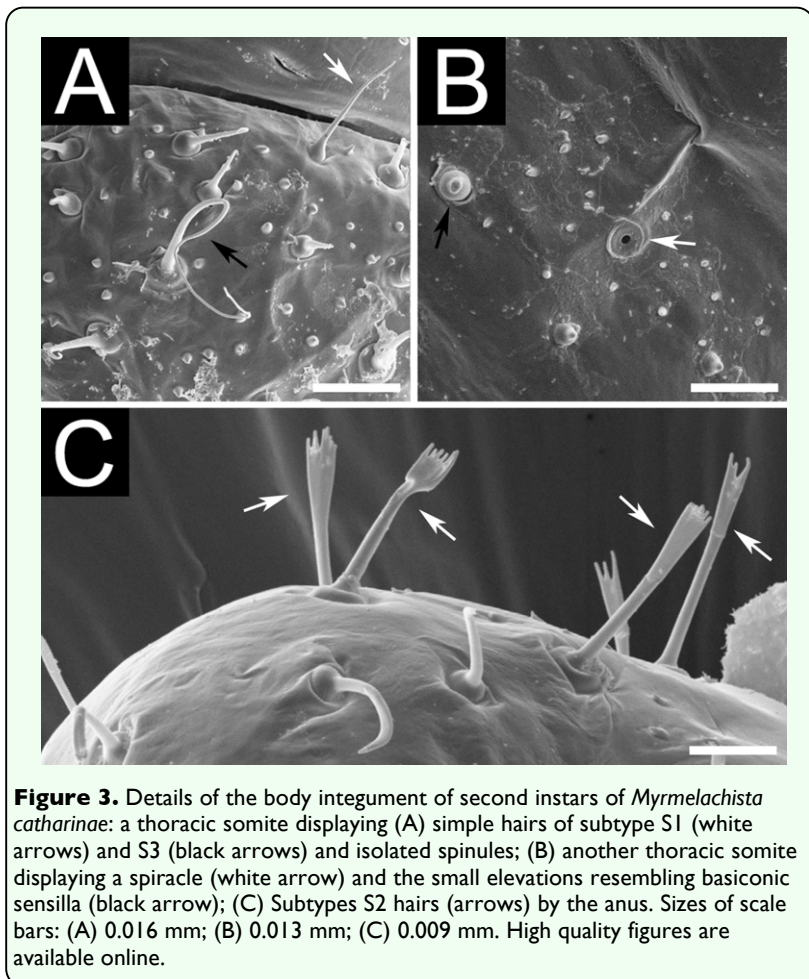 A
B
C
Figure 3. Details of the body integument of second instars of Myrmelachista
catharinae: a thoracic somite displaying (A) simple hairs of subtype S1 (white
arrows) and S3 (black arrows) and isolated spinules; (B) another thoracic somite
displaying a spiracle (white arrow) and the small elevations resembling basiconic
sensilla (black arrow); (C) Subtypes S2 hairs (arrows) by the anus. Sizes of scale
bars: (A) 0.016 mm; (B) 0.013 mm; (C) 0.009 mm. High quality figures are
available online.